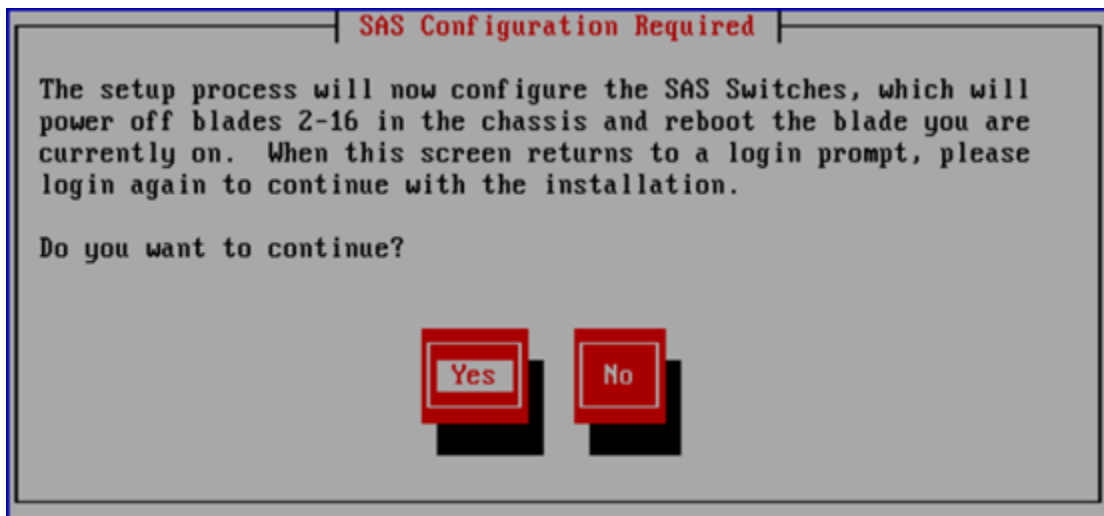 SAS Configuration Required
The setup process will now configure the SAS Switches, which will
power off blades 2-16 in the chassis and reboot the blade you are
currently on.  When this screen returns to a login prompt, please
login again to continue with the installation.
Do you want to continue?
Yes No